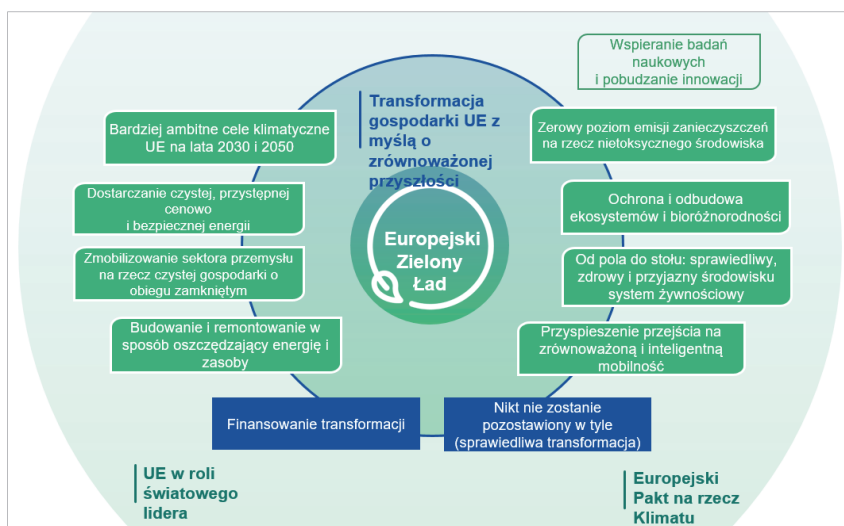 Wspieranie badań
naukowych
i pobudzanie innowacji
Transformacja
gospodarki UE z
myślą o
zrównoważonej
przyszłości
Bardziej ambitne cele klimatyczne
UE na lata 2030 i 2050
Zerowy poziom emisji zanieczyszczeń
na rzecz nietoksycznego środowiska
Dostarczanie czystej, przystępnej
cenowo
i bezpiecznej energii
Ochrona i odbudowa
ekosystemów i bioróżnorodności
Europejski
Zielony
Ład
Zmobilizowanie sektora przemysłu
na rzecz czystej gospodarki o
obiegu zamkniętym
Od pola do stołu: sprawiedliwy,
zdrowy i przyjazny środowisku
system żywnościowy
Budowanie i remontowanie w
sposób oszczędzający energię i
zasoby
Przyspieszenie przejścia na
zrównoważoną i inteligentną
mobilność
Finansowanie transformacji
Nikt nie zostanie
pozostawiony w tyle
(sprawiedliwa transformacja)
UE w roli
światowego
lidera
Europejski
Pakt na rzecz
Klimatu